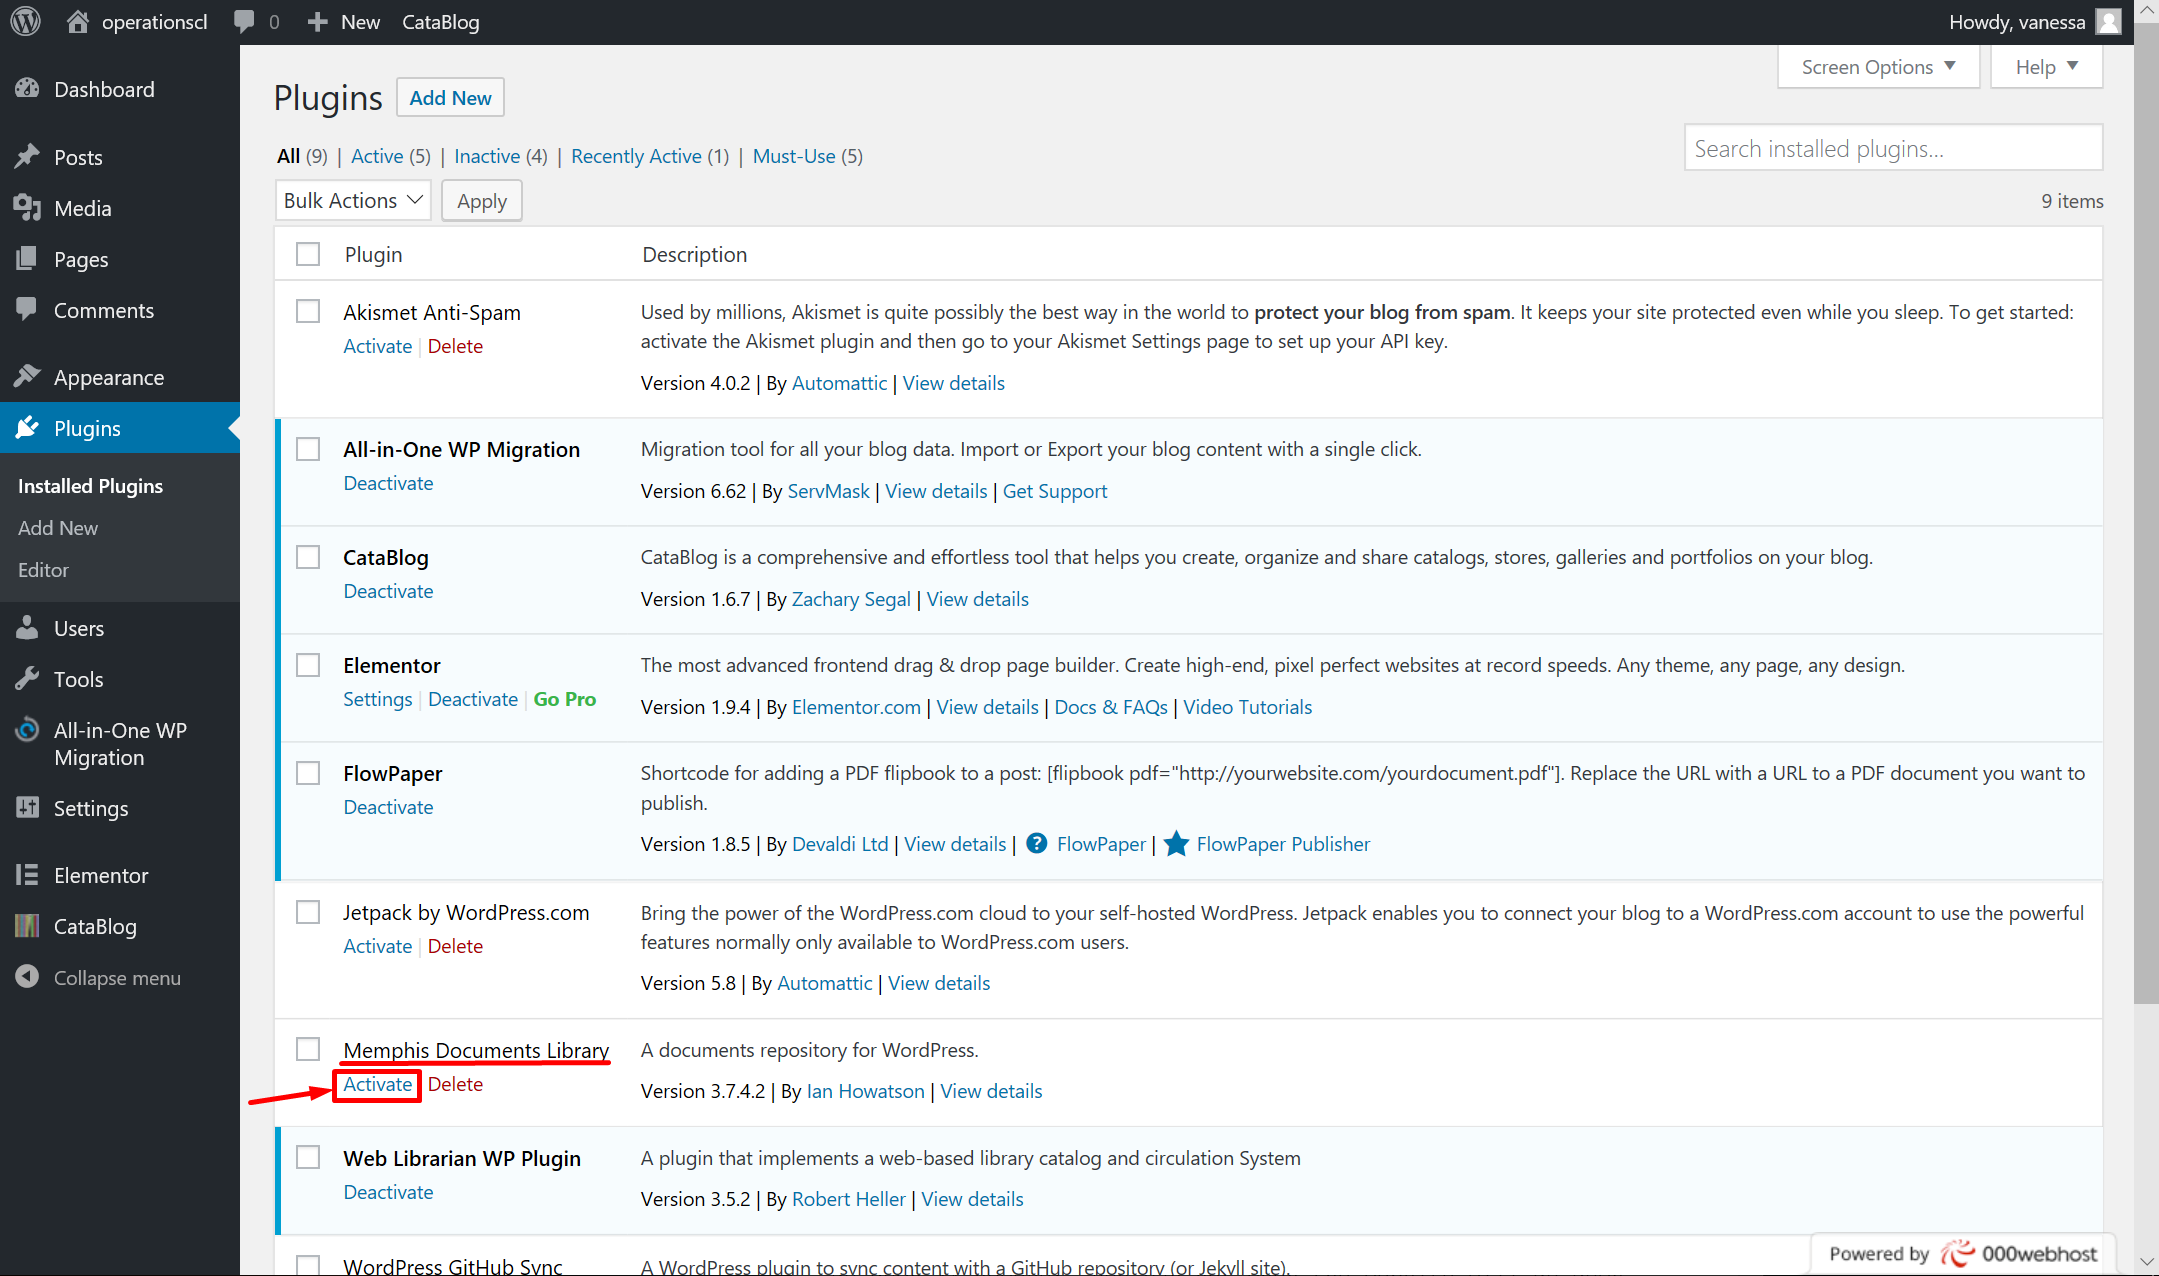 operationscl 0 New CataBlog Howdy, vanessa
Screen Options Help
Dashboard
Posts
Media
Pages
Comments
Appearance
Plugins
Installed Plugins
Add New
Editor
Users
Tools
All-in-One WP
Migration
Settings
Elementor
CataBlog
Collapse menu
Plugins Add New
All (9) | Active (5) | Inactive (4) | Recently Active (1) | Must-Use (5)
Search installed plugins...
Bulk Actions Apply
9 items
Plugin Description
Akismet Anti-Spam
Activate | Delete
Used by millions, Akismet is quite possibly the best way in the world to protect your blog from spam. It keeps your site protected even while you sleep. To get started:
activate the Akismet plugin and then go to your Akismet Settings page to set up your API key.
Version 4.0.2 | By Automattic | View details
All-in-One WP Migration
Deactivate
Migration tool for all your blog data. Import or Export your blog content with a single click.
Version 6.62 | By ServMask | View details | Get Support
CataBlog
Deactivate
CataBlog is a comprehensive and effortless tool that helps you create, organize and share catalogs, stores, galleries and portfolios on your blog.
Version 1.6.7 | By Zachary Segal | View details
Elementor
Settings | Deactivate | Go Pro
The most advanced frontend drag & drop page builder. Create high-end, pixel perfect websites at record speeds. Any theme, any page, any design.
Version 1.9.4 | By Elementor.com | View details | Docs & FAQs | Video Tutorials
FlowPaper
Deactivate
Shortcode for adding a PDF flipbook to a post: [flipbook pdf="http://yourwebsite.com/yourdocument.pdf"]. Replace the URL with a URL to a PDF document you want to
publish.
Version 1.8.5 | By Devaldi Ltd | View details | ? FlowPaper | FlowPaper Publisher
Jetpack by WordPress.com
Activate | Delete
Bring the power of the WordPress.com cloud to your self-hosted WordPress. Jetpack enables you to connect your blog to a WordPress.com account to use the powerful
features normally only available to WordPress.com users.
Version 5.8 | By Automattic | View details
Memphis Documents Library
Activate Delete
A documents repository for WordPress.
Version 3.7.4.2 | By Ian Howatson | View details
Web Librarian WP Plugin
Deactivate
A plugin that implements a web-based library catalog and circulation System
Version 3.5.2 | By Robert Heller | View details
WordPress GitHub Sync
A WordPress plugin to sync content with a GitHub repository (or Jekyll site).
Powered by 000webhost